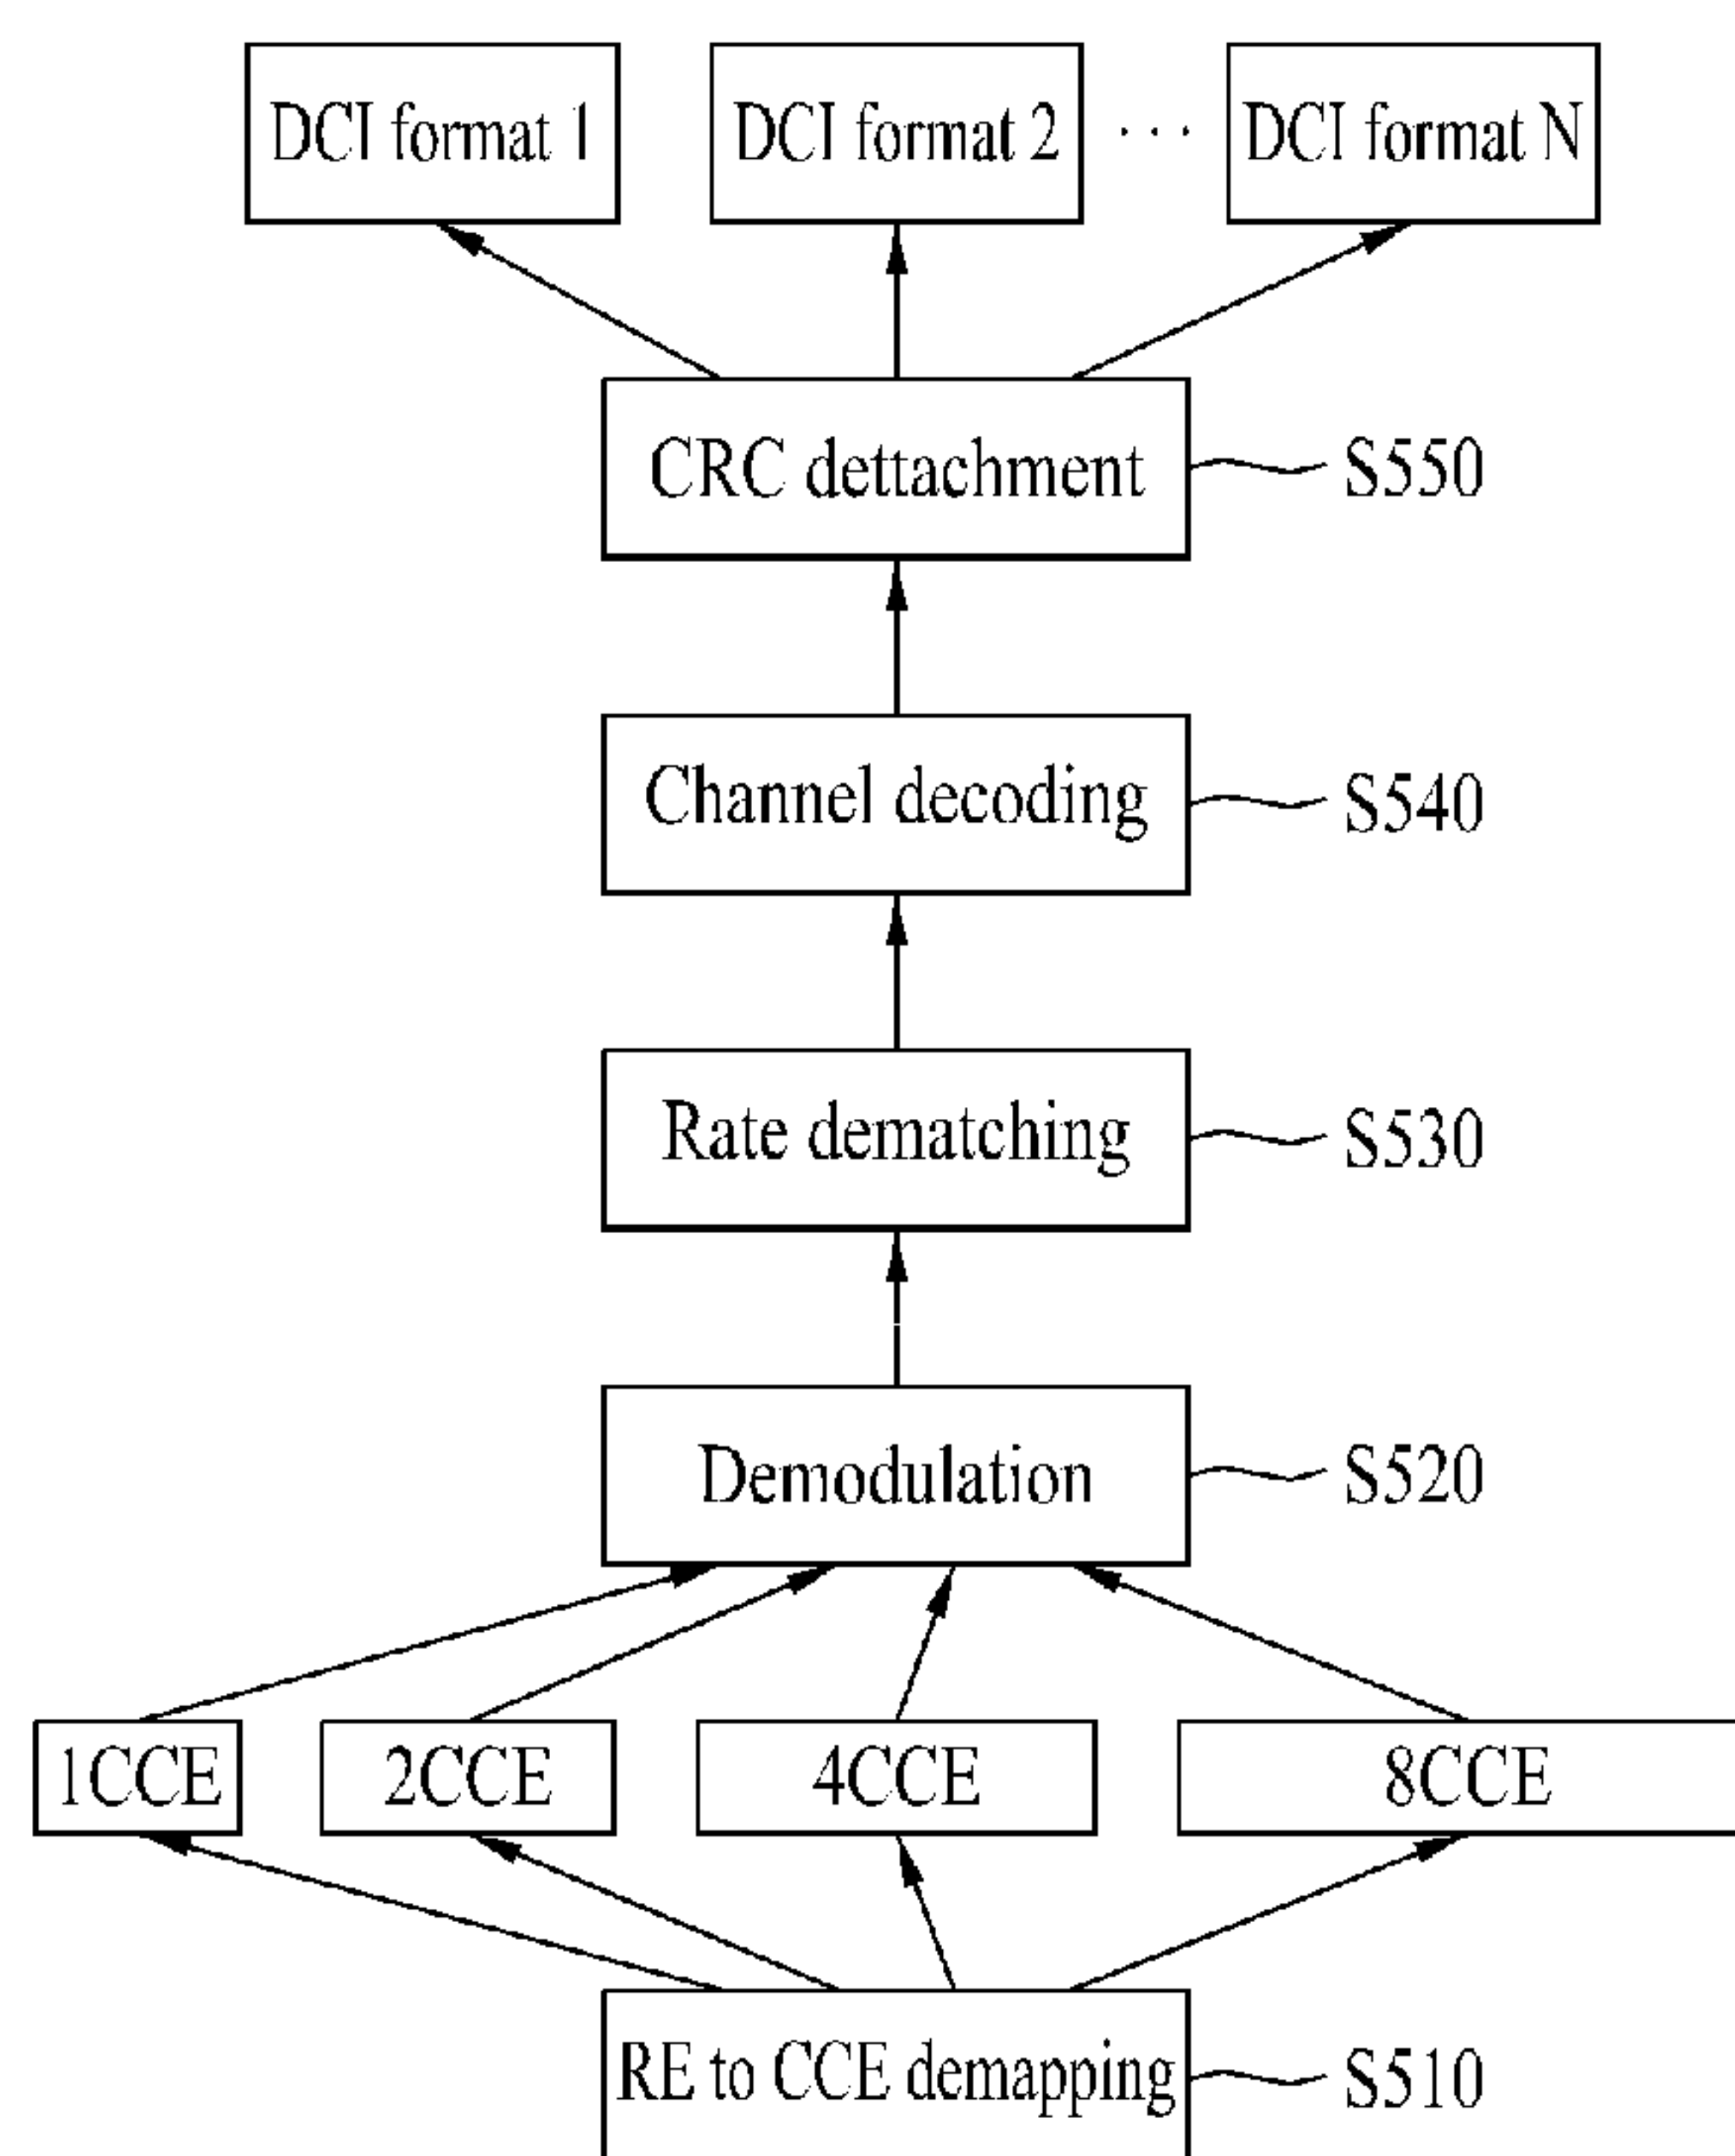 DCI format 1
DCI format 2
· · ·
DCI format N
CRC dettachment
S550
Channel decoding
S540
Rate dematching
S530
Demodulation
S520
1CCE
2CCE
4CCE
8CCE
RE to CCE demapping
S510